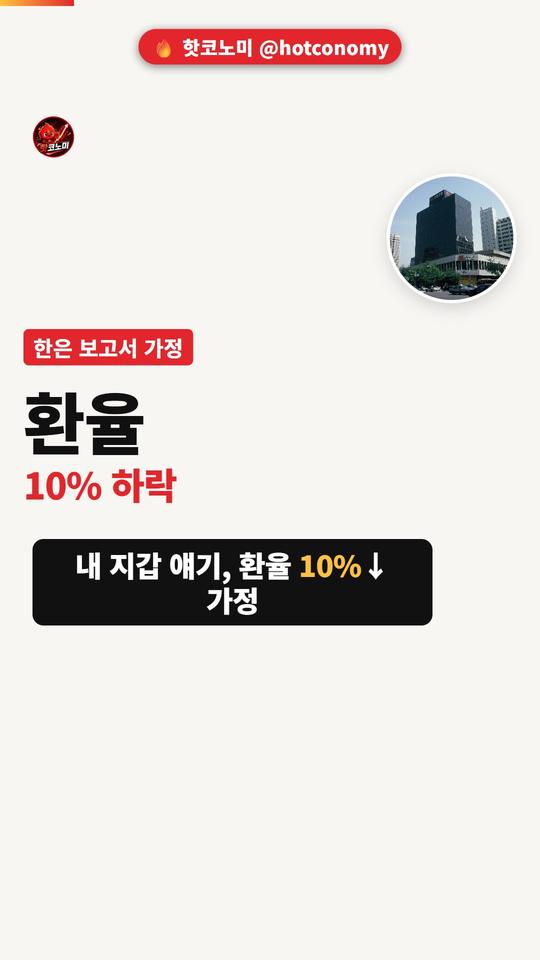 🔥 핫코노미 @hotconomy
핫코노미
한은 보고서 가정
환율
10% 하락
내 지갑 얘기, 환율 10%↓
가정